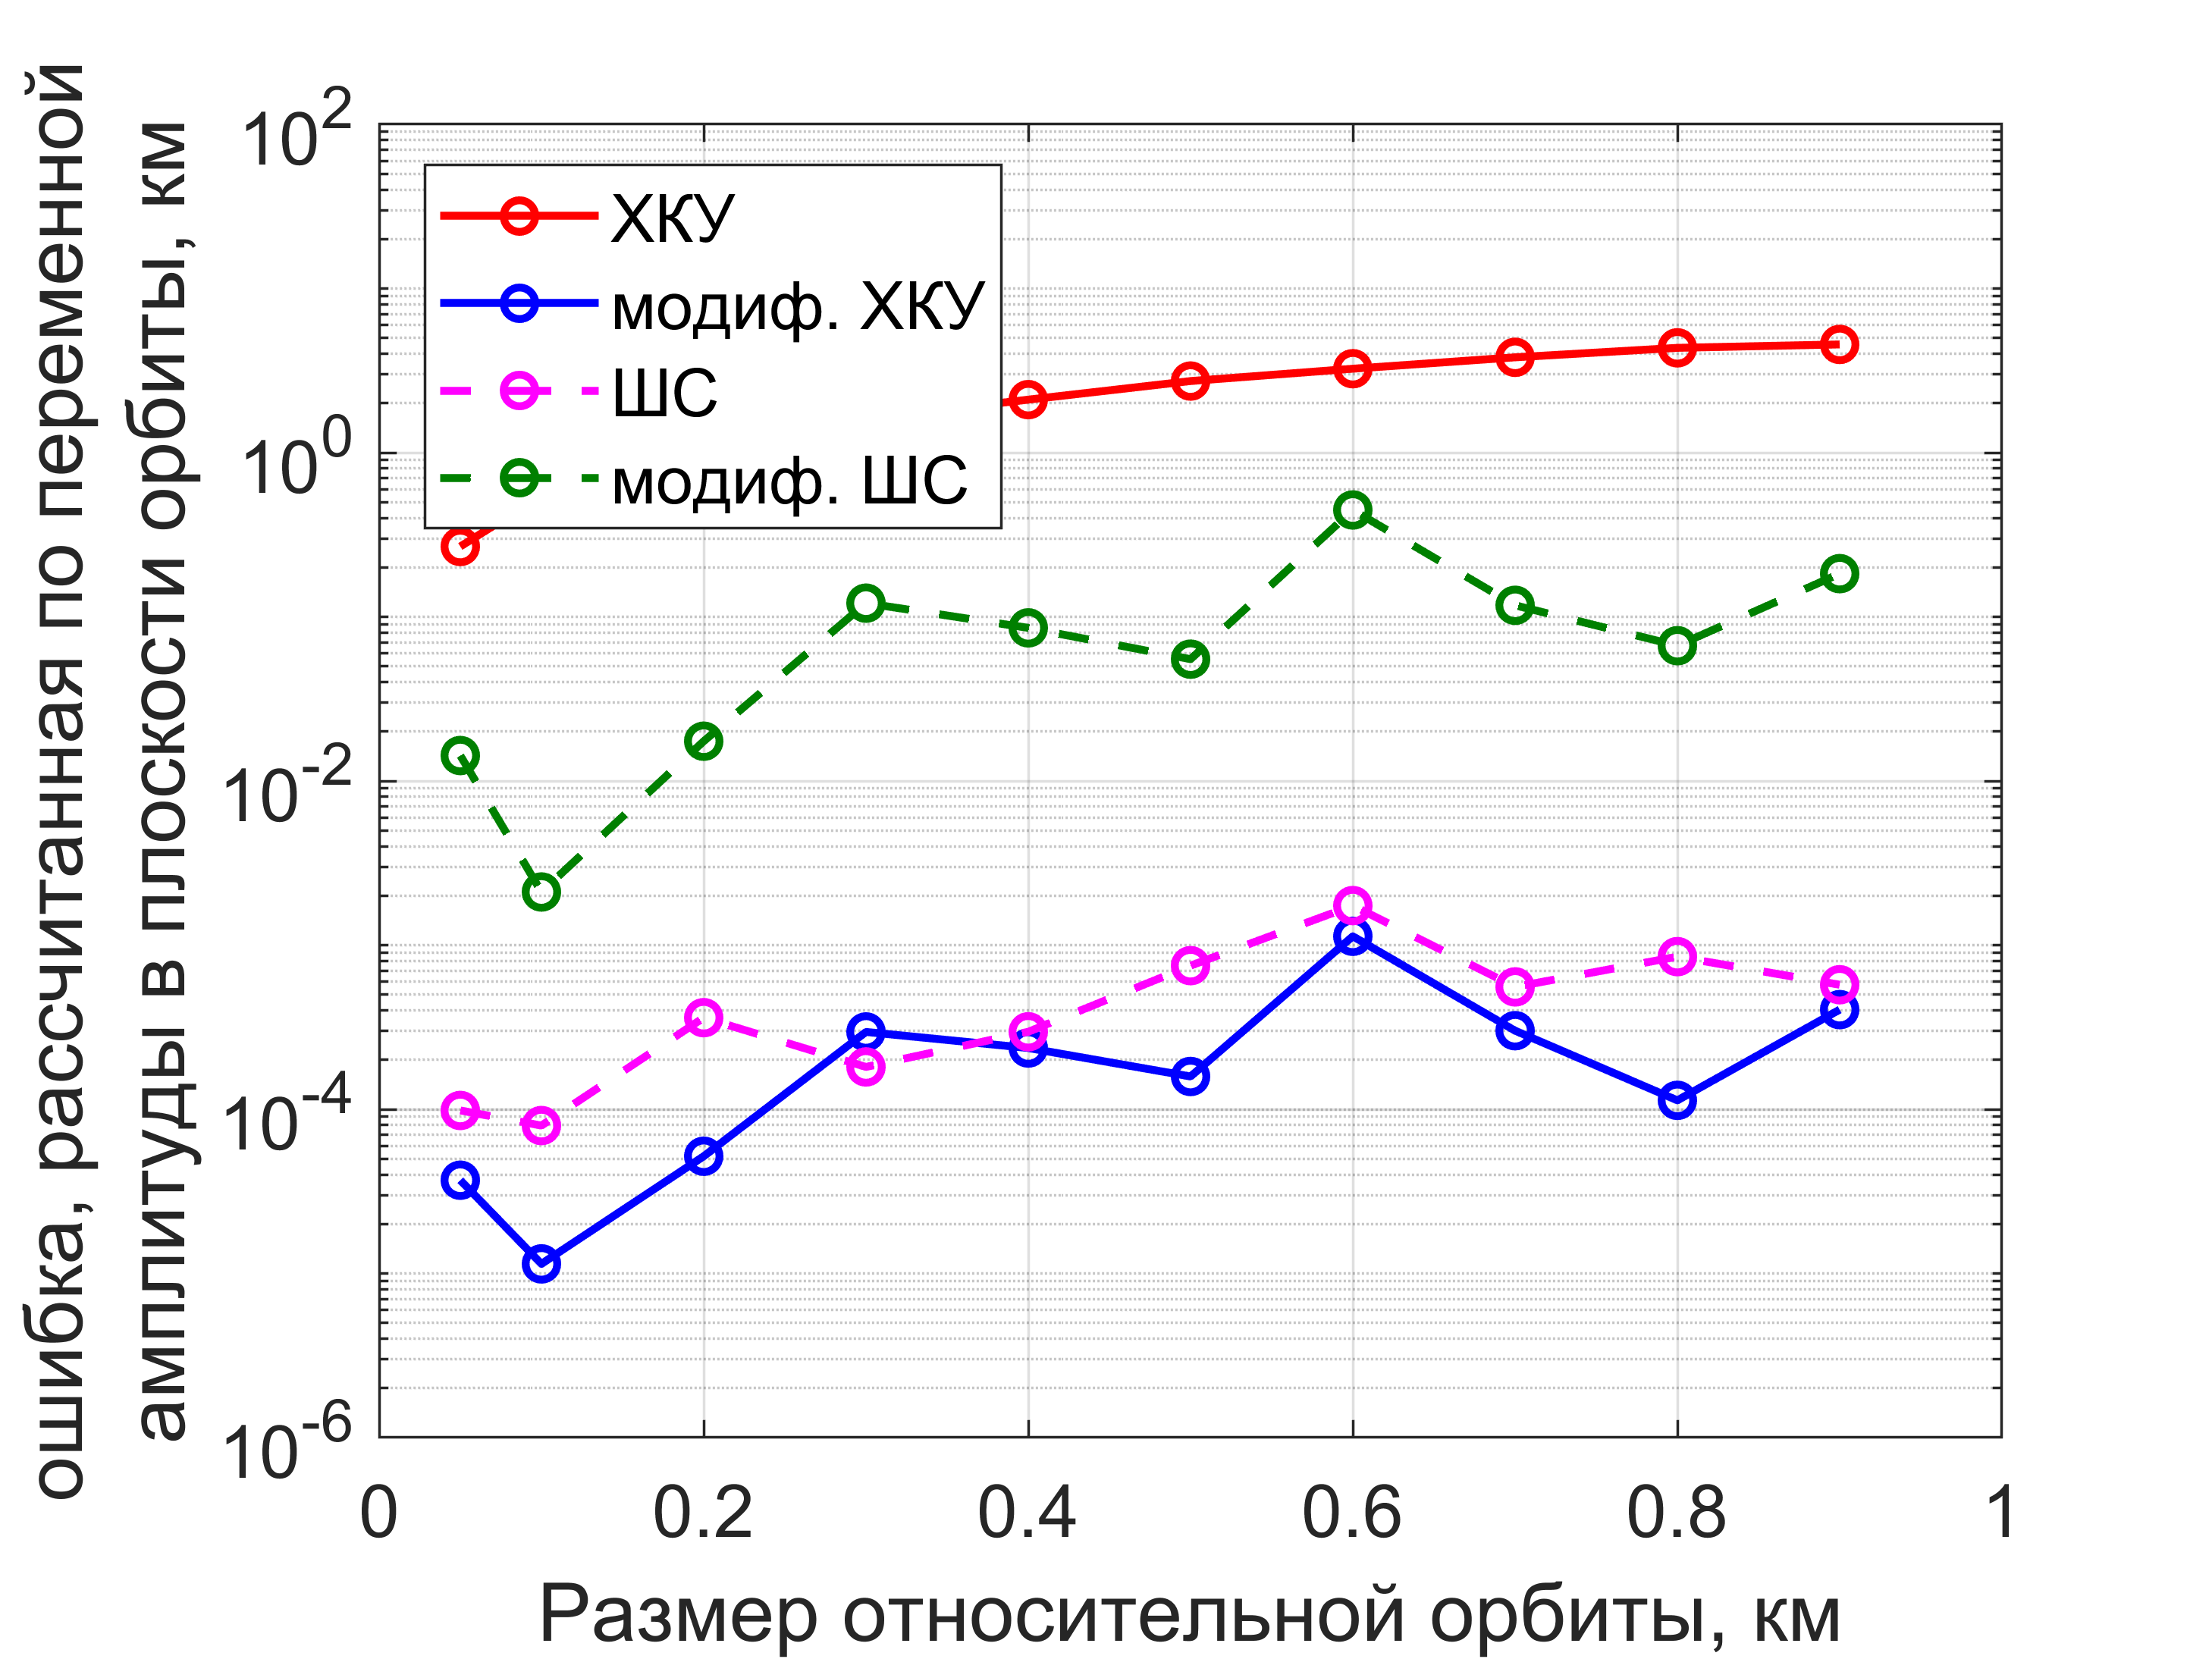 ошибка, рассчитанная по переменной
амплитуды в плоскости орбиты, км
10^2
10^0
10^-2
10^-4
10^-6
ХКУ
модиф. ХКУ
ШС
модиф. ШС
0 0.2 0.4 0.6 0.8 1
Размер относительной орбиты, км